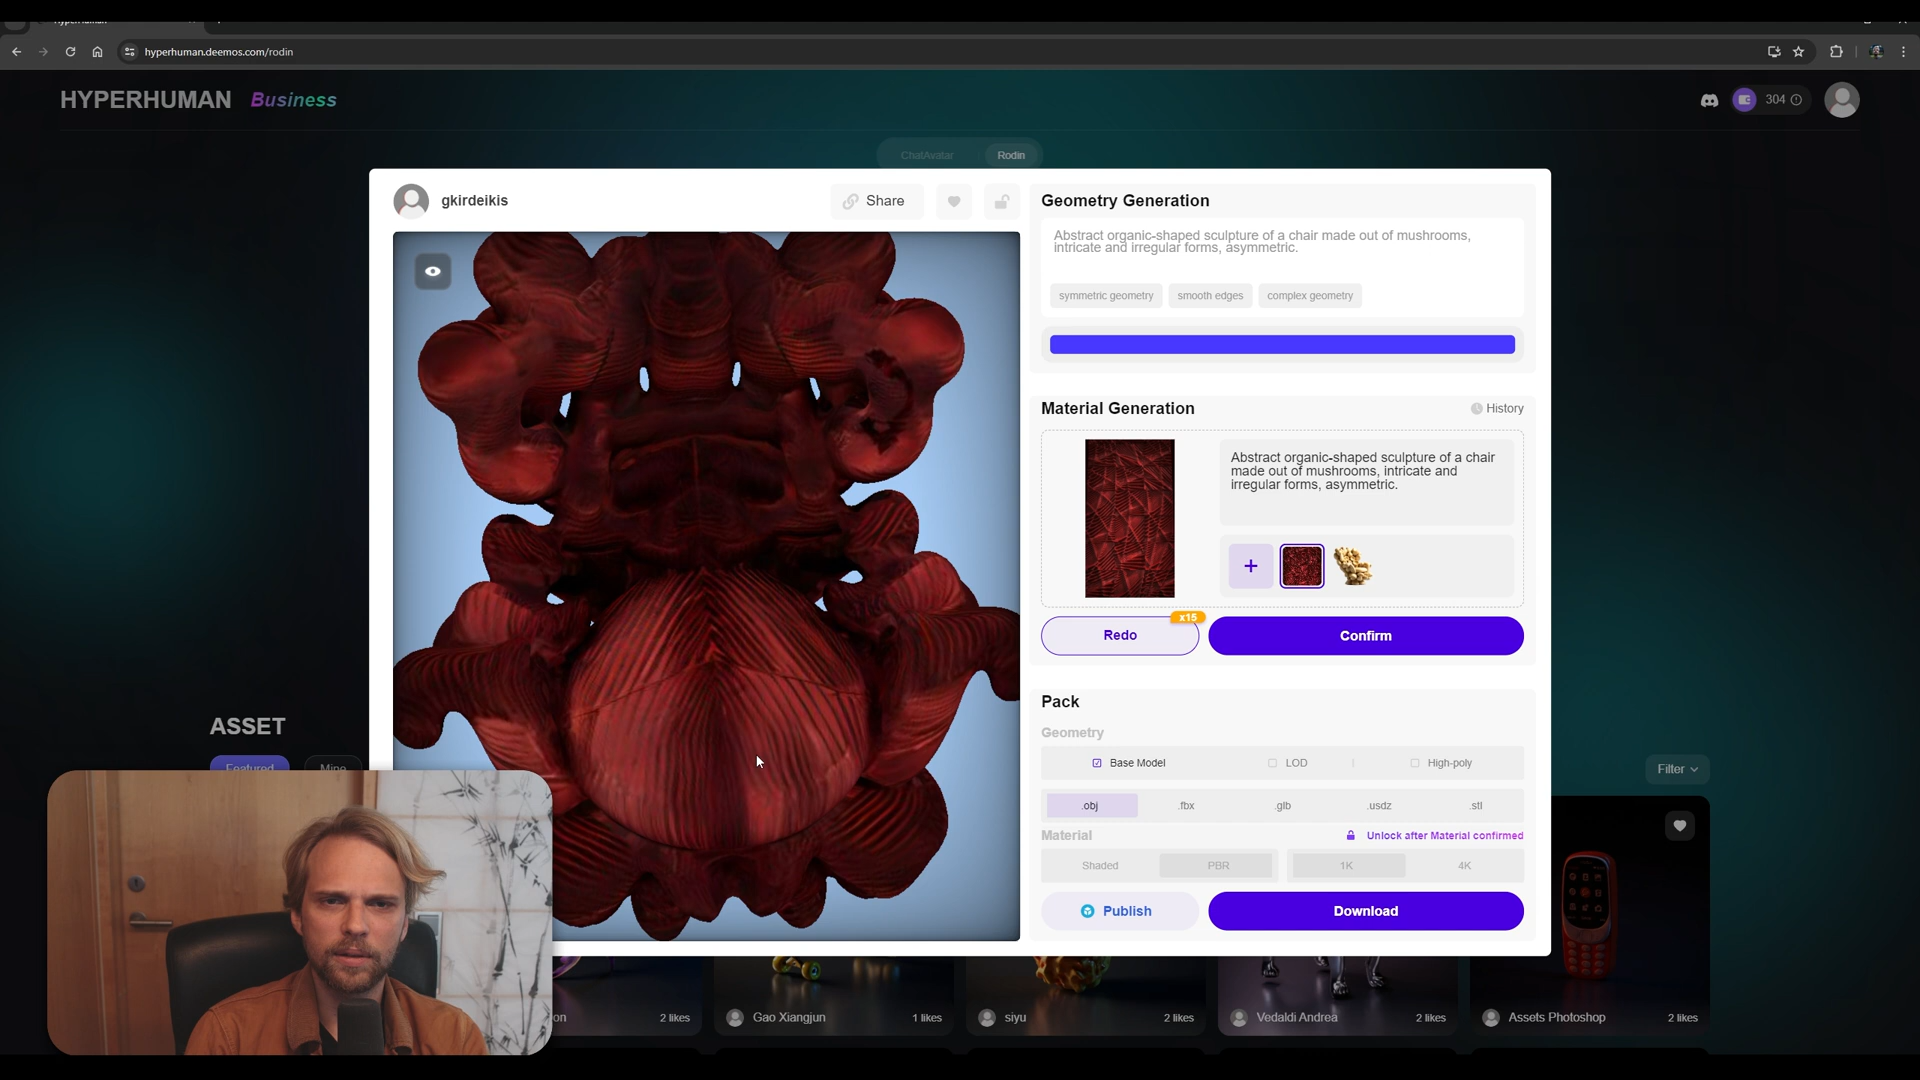 hyperhuman.deemos.com/rodin
HYPERHUMAN Business
304
ChatAvatar Rodin
gkirdeikis
Share
Geometry Generation
Abstract organic-shaped sculpture of a chair made out of mushrooms,
intricate and irregular forms, asymmetric.
symmetric geometry smooth edges complex geometry
Material Generation
History
Abstract organic-shaped sculpture of a chair
made out of mushrooms, intricate and
irregular forms, asymmetric.
x15
Redo
Confirm
Pack
Geometry
Base Model LOD High-poly
.obj .fbx .glb .usdz .stl
Material Unlock after Material confirmed
Shaded PBR 1K 4K
Publish Download
ASSET
Featured Mine
Filter
on 2 likes
Gao Xiangjun 1 likes
siyu 2 likes
Vedaldi Andrea 2 likes
Assets Photoshop 2 likes